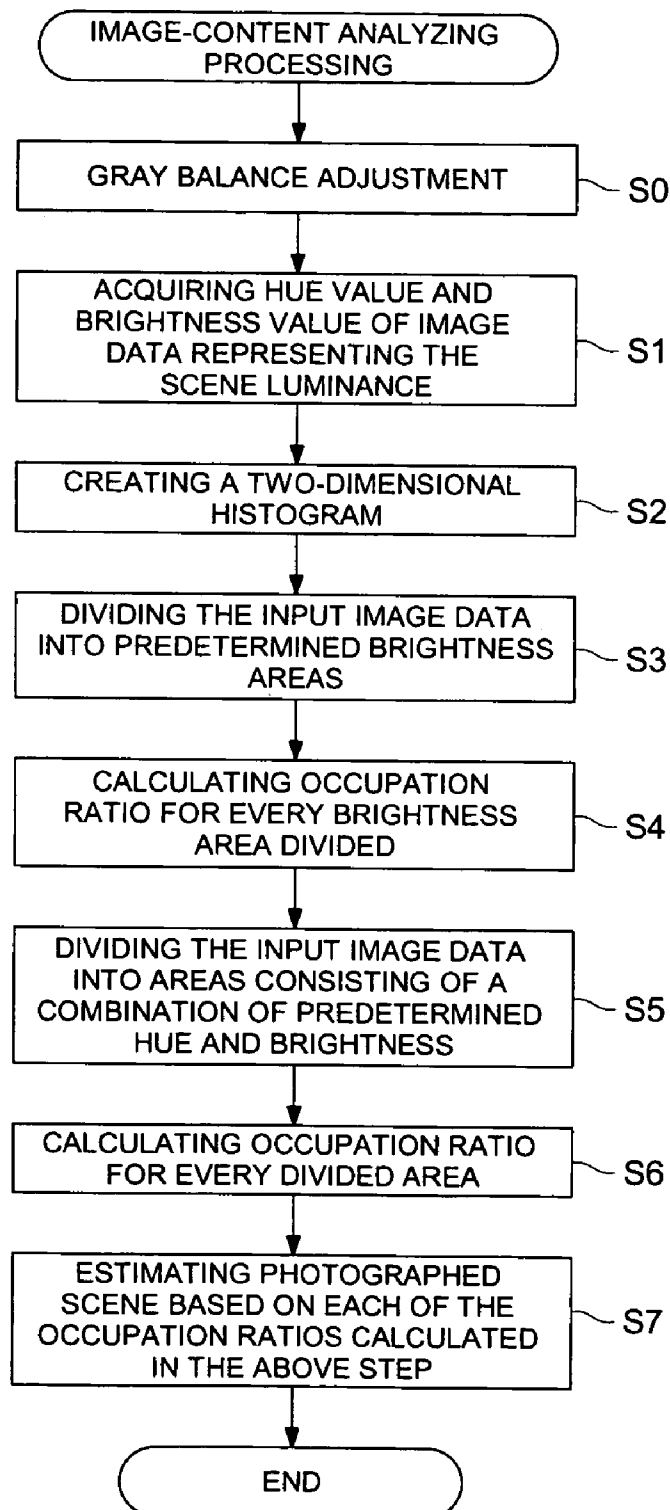 IMAGE-CONTENT ANALYZING
PROCESSING
GRAY BALANCE ADJUSTMENT
S0
ACQUIRING HUE VALUE AND
BRIGHTNESS VALUE OF IMAGE
DATA REPRESENTING THE
SCENE LUMINANCE
S1
CREATING A TWO-DIMENSIONAL
HISTOGRAM
S2
DIVIDING THE INPUT IMAGE DATA
INTO PREDETERMINED BRIGHTNESS
AREAS
S3
CALCULATING OCCUPATION
RATIO FOR EVERY BRIGHTNESS
AREA DIVIDED
S4
DIVIDING THE INPUT IMAGE DATA
INTO AREAS CONSISTING OF A
COMBINATION OF PREDETERMINED
HUE AND BRIGHTNESS
S5
CALCULATING OCCUPATION RATIO
FOR EVERY DIVIDED AREA
S6
ESTIMATING PHOTOGRAPHED
SCENE BASED ON EACH OF THE
OCCUPATION RATIOS CALCULATED
IN THE ABOVE STEP
S7
END